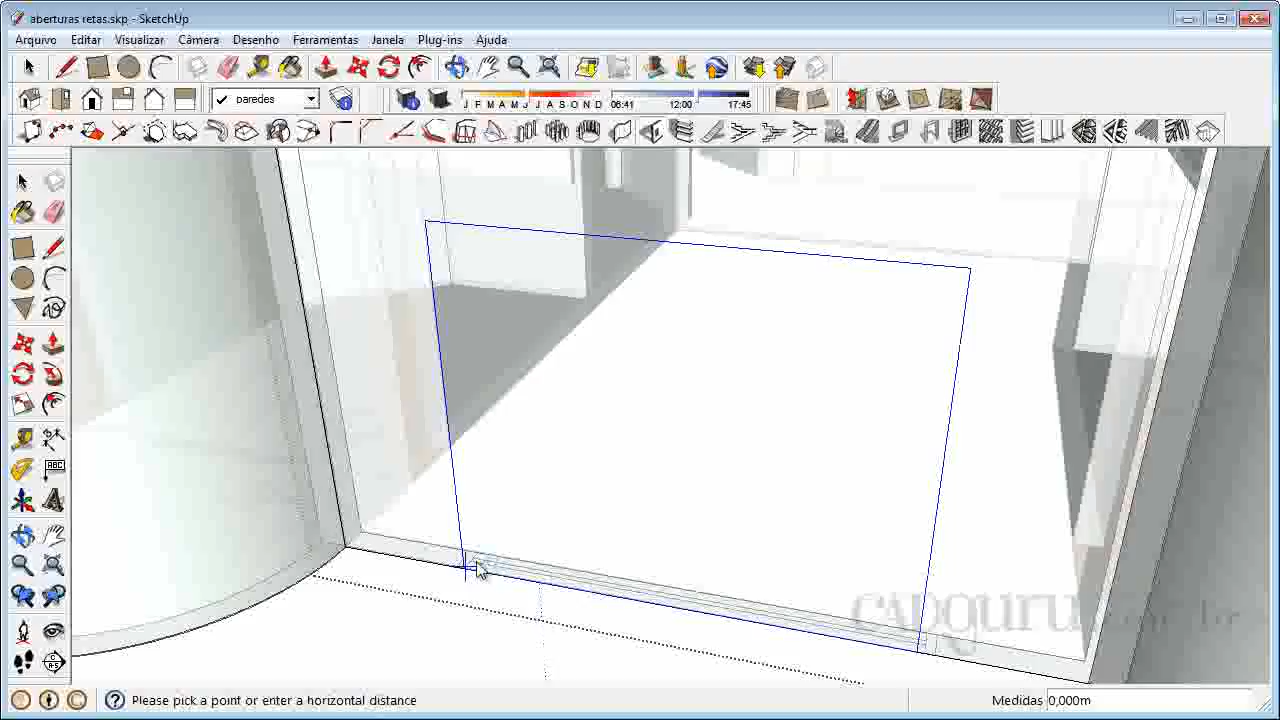 aberturas retas.skp - SketchUp
Arquivo Editar Visualizar Câmera Desenho Ferramentas Janela Plug-ins Ajuda
paredes
J F M A M J J A S O N D 06:41 12:00 17:45
ABC
Please pick a point or enter a horizontal distance
Medidas 0,000m